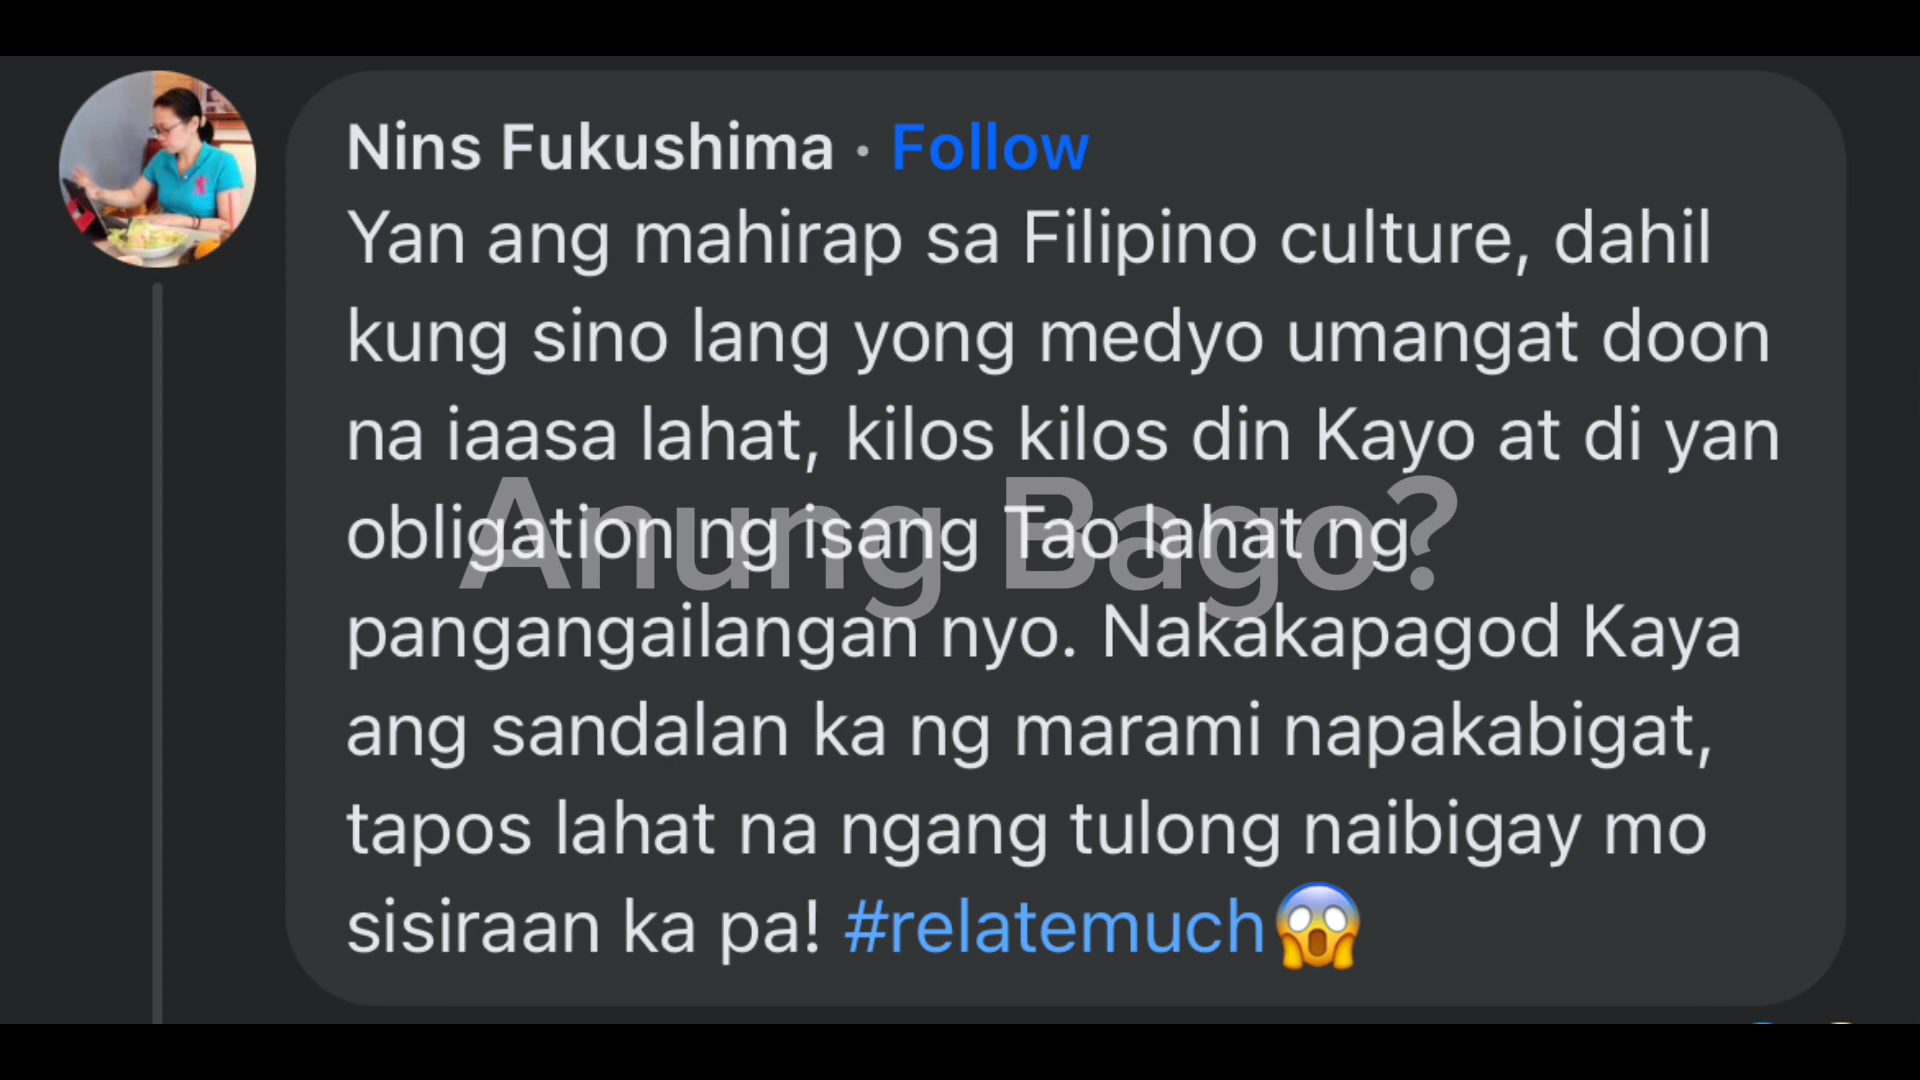 Nins Fukushima · Follow
Yan ang mahirap sa Filipino culture, dahil
kung sino lang yong medyo umangat doon
na iaasa lahat, kilos kilos din Kayo at di yan
obligation ng isang Tao lahat ng
Anung Bago?
pangangailangan nyo. Nakakapagod Kaya
ang sandalan ka ng marami napakabigat,
tapos lahat na ngang tulong naibigay mo
sisiraan ka pa! #relatemuch😱